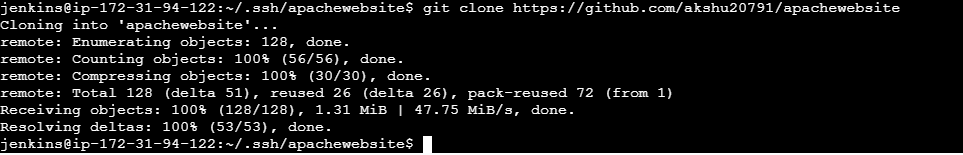 jenkins@ip-172-31-94-122:~/.ssh/apachewebsite$ git clone https://github.com/akshu20791/apachewebsite
Cloning into 'apachewebsite'...
remote: Enumerating objects: 128, done.
remote: Counting objects: 100% (56/56), done.
remote: Compressing objects: 100% (30/30), done.
remote: Total 128 (delta 51), reused 26 (delta 26), pack-reused 72 (from 1)
Receiving objects: 100% (128/128), 1.31 MiB | 47.75 MiB/s, done.
Resolving deltas: 100% (53/53), done.
jenkins@ip-172-31-94-122:~/.ssh/apachewebsite$